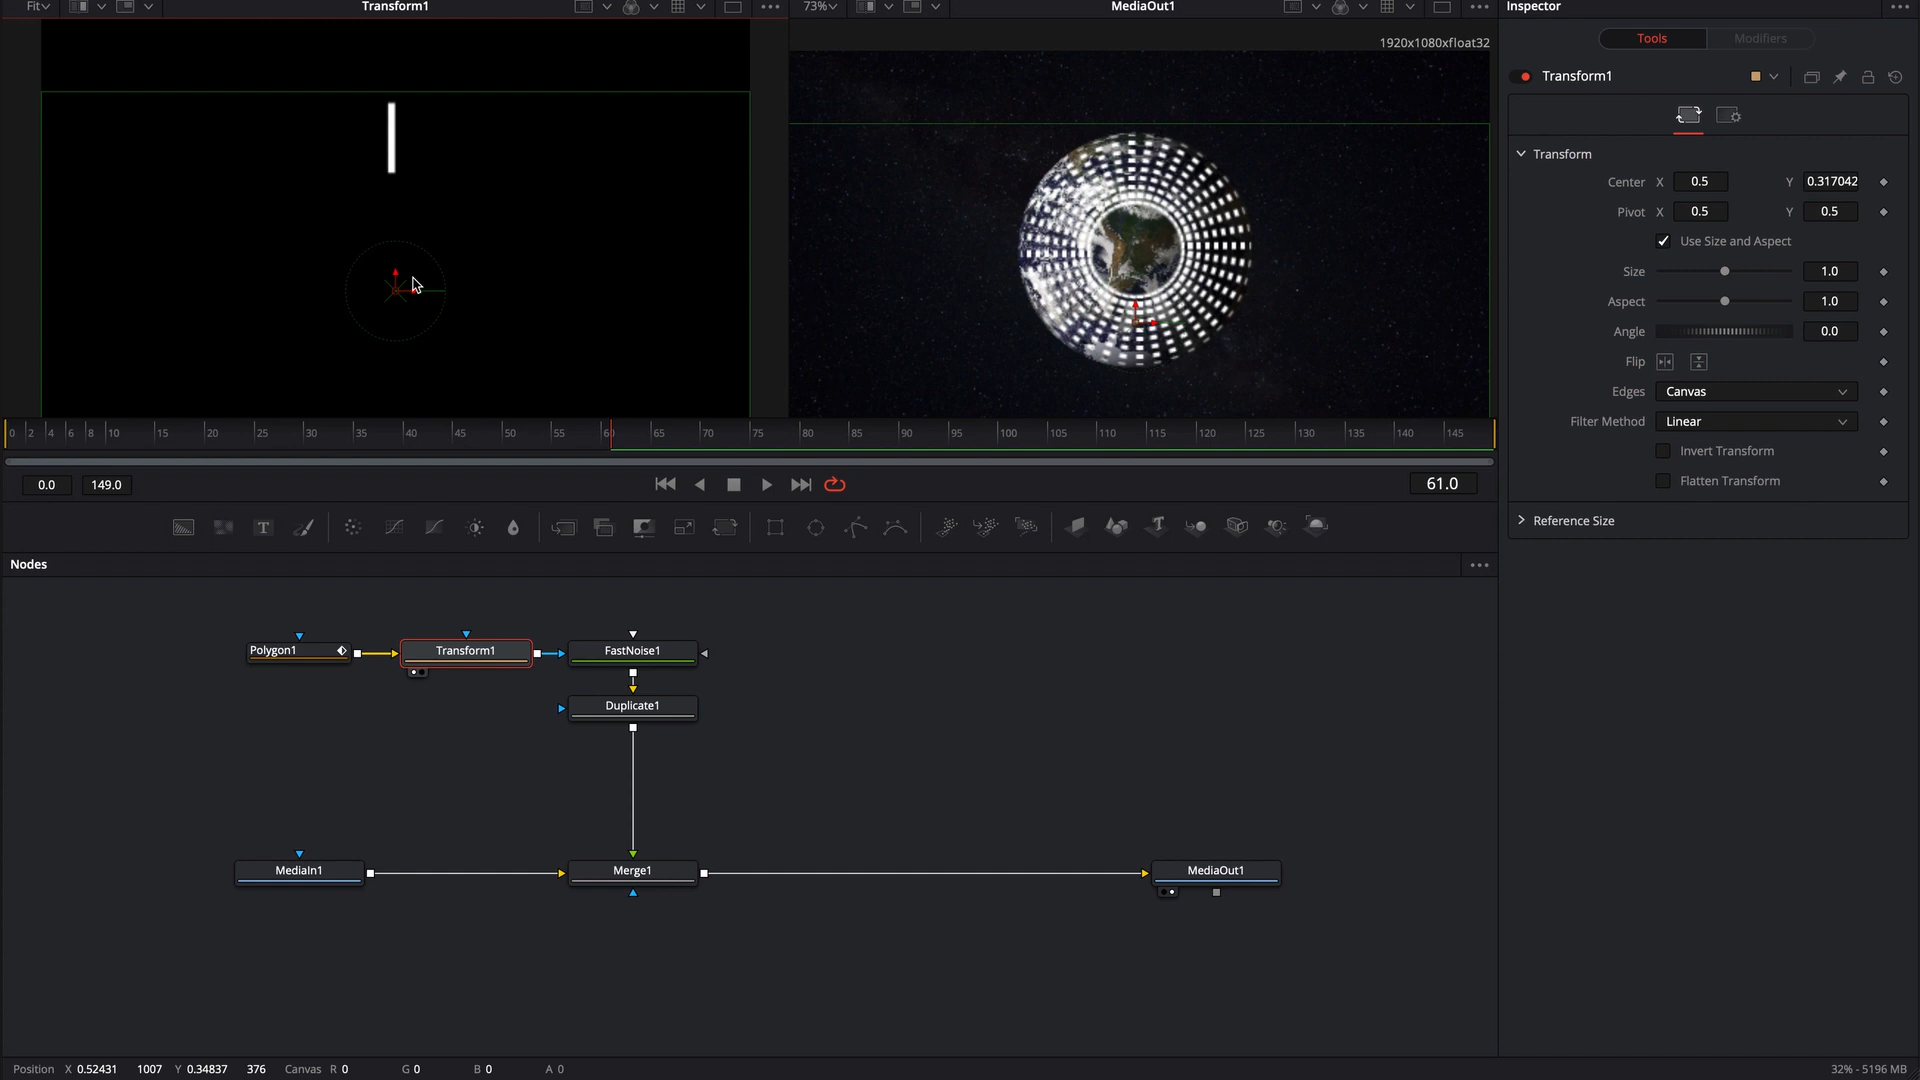 Fit
Transform1
73%
MediaOut1
Inspector
1920x1080xfloat32
Tools
Modifiers
Transform1
Transform
Center X 0.5 Y 0.317042
Pivot X 0.5 Y 0.5
Use Size and Aspect
Size 1.0
Aspect 1.0
Angle 0.0
Flip
Edges Canvas
Filter Method Linear
Invert Transform
Flatten Transform
Reference Size
0 2 4 6 8 10 15 20 25 30 35 40 45 50 55 65 70 75 80 85 90 95 100 105 110 115 120 125 130 135 140 145
0.0 149.0 61.0
T
Nodes
Polygon1 Transform1 FastNoise1
Duplicate1
MediaIn1 Merge1 MediaOut1
Position X 0.52431 1007 Y 0.34837 376 Canvas R 0 G 0 B 0 A 0
32% - 5196 MB